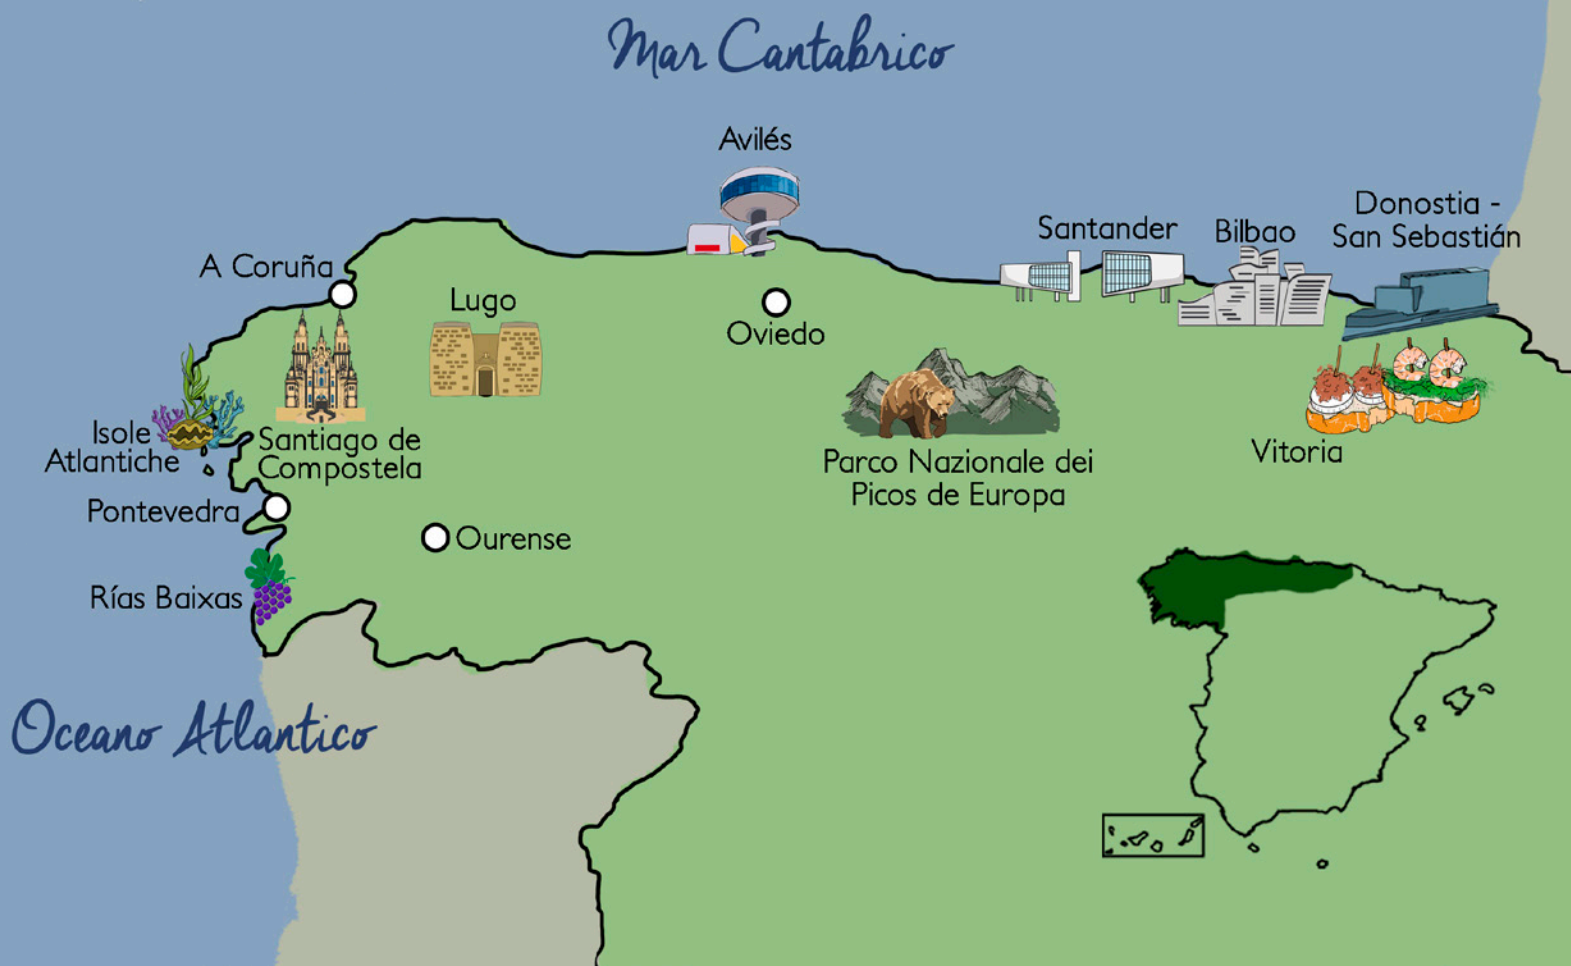 Mar Cantabrico
Avilés
Donostia -
San Sebastián
Santander
Bilbao
A Coruña
Lugo
Oviedo
Isole
Atlantiche
Santiago de
Compostela
Vitoria
Parco Nazionale dei
Picos de Europa
Pontevedra
Ourense
Rías Baixas
Oceano Atlantico